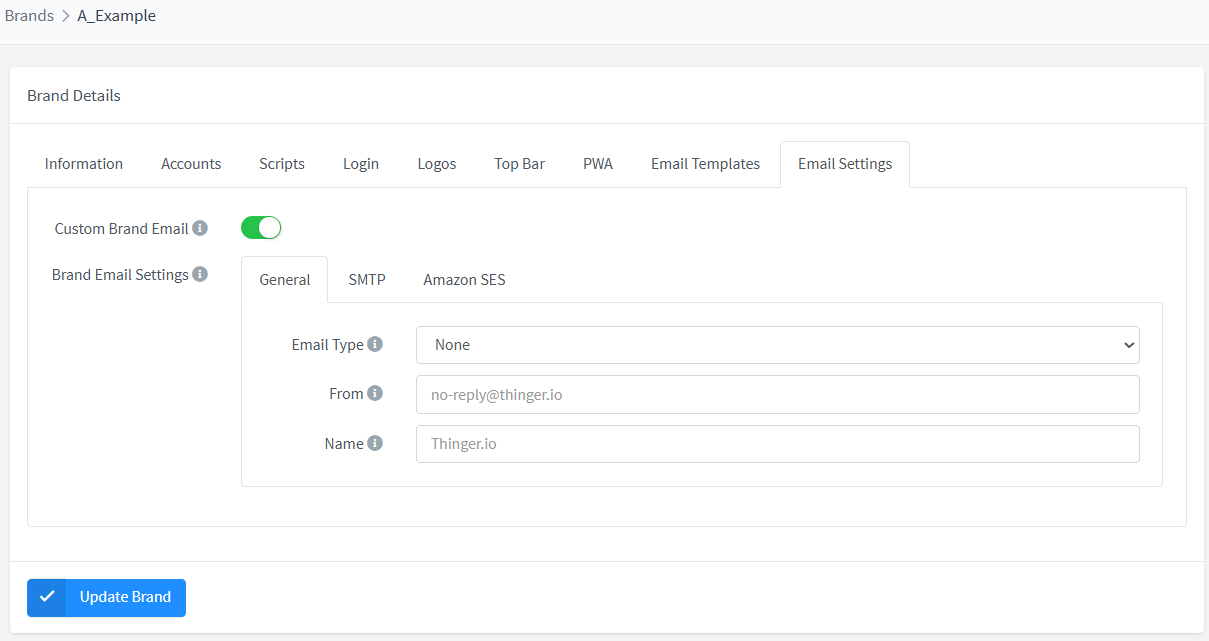 Brands > A_Example
Brand Details
Information Accounts Scripts Login Logos Top Bar PWA Email Templates Email Settings
Custom Brand Email
Brand Email Settings
General SMTP Amazon SES
Email Type None
From no-reply@thinger.io
Name Thinger.io
Update Brand